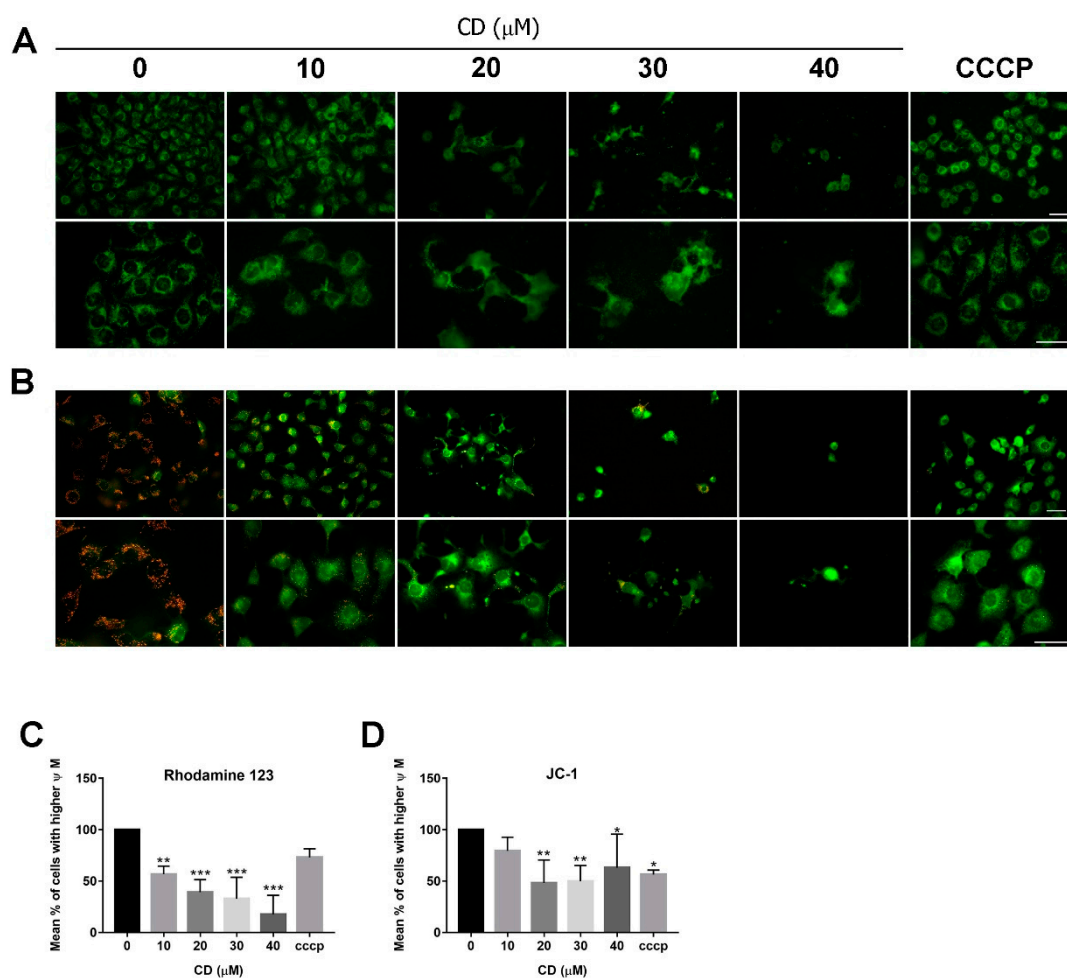 A
CD (μM)
0 10 20 30 40 CCCP
B
C
D
Rhodamine 123
Mean % of cells with higher ψ M
150
100
50
0
** *** *** ***
0 10 20 30 40 cccp
CD (μM)
JC-1
Mean % of cells with higher ψ M
150
100
50
0
** ** * *
0 10 20 30 40 cccp
CD (μM)